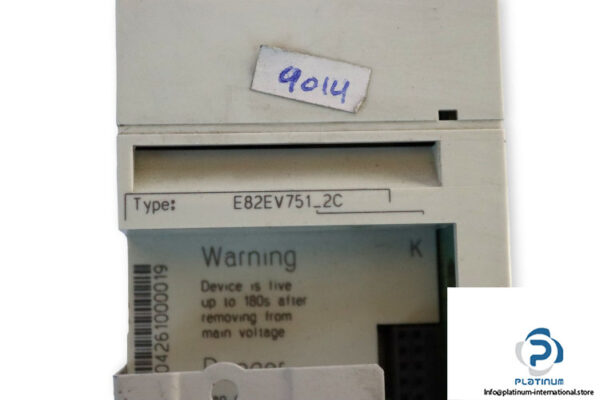 9014
Type: E82EV751_2C
Warning K
Device is live
up to 180s after
removing from
main voltage
04261000019
PLATINUM
Info@platinum-international.store